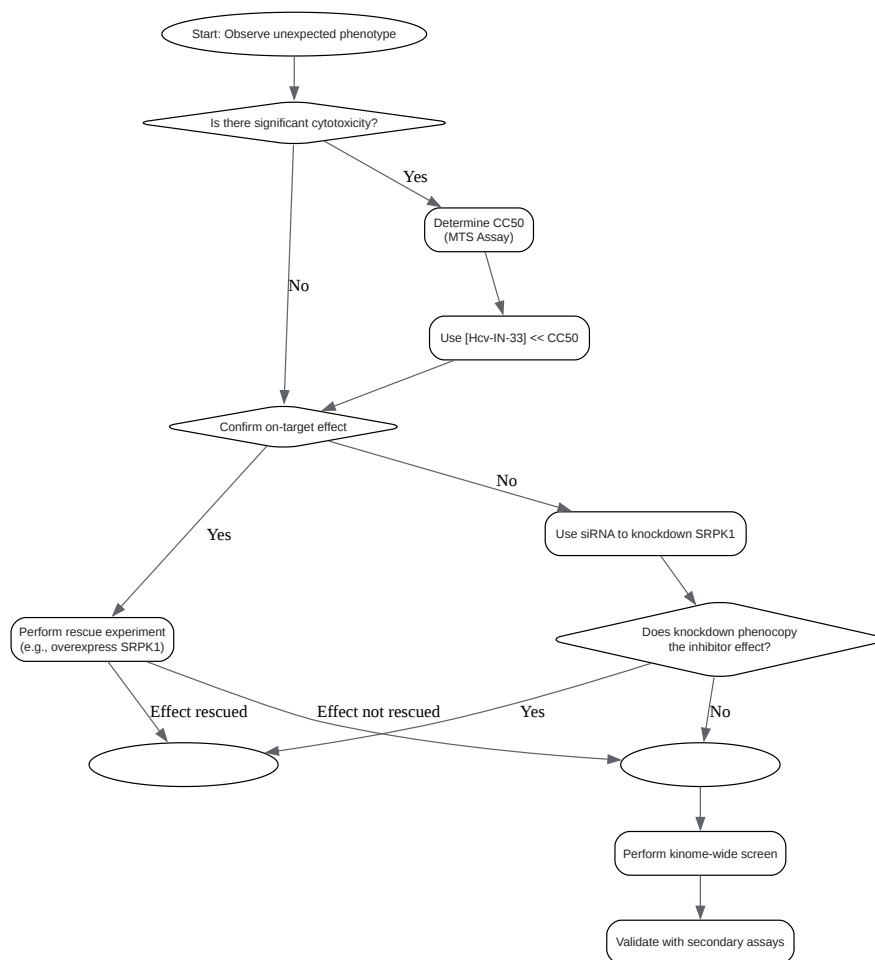 Start: Observe unexpected phenotype
Is there significant cytotoxicity?
Yes
Determine CC50
(MTS Assay)
No
Use [Hcv-IN-33] << CC50
Confirm on-target effect
No
Use siRNA to knockdown SRPK1
Yes
Perform rescue experiment
(e.g., overexpress SRPK1)
Does knockdown phenocopy
the inhibitor effect?
Effect rescued
Effect not rescued
Yes
No
Perform kinome-wide screen
Validate with secondary assays